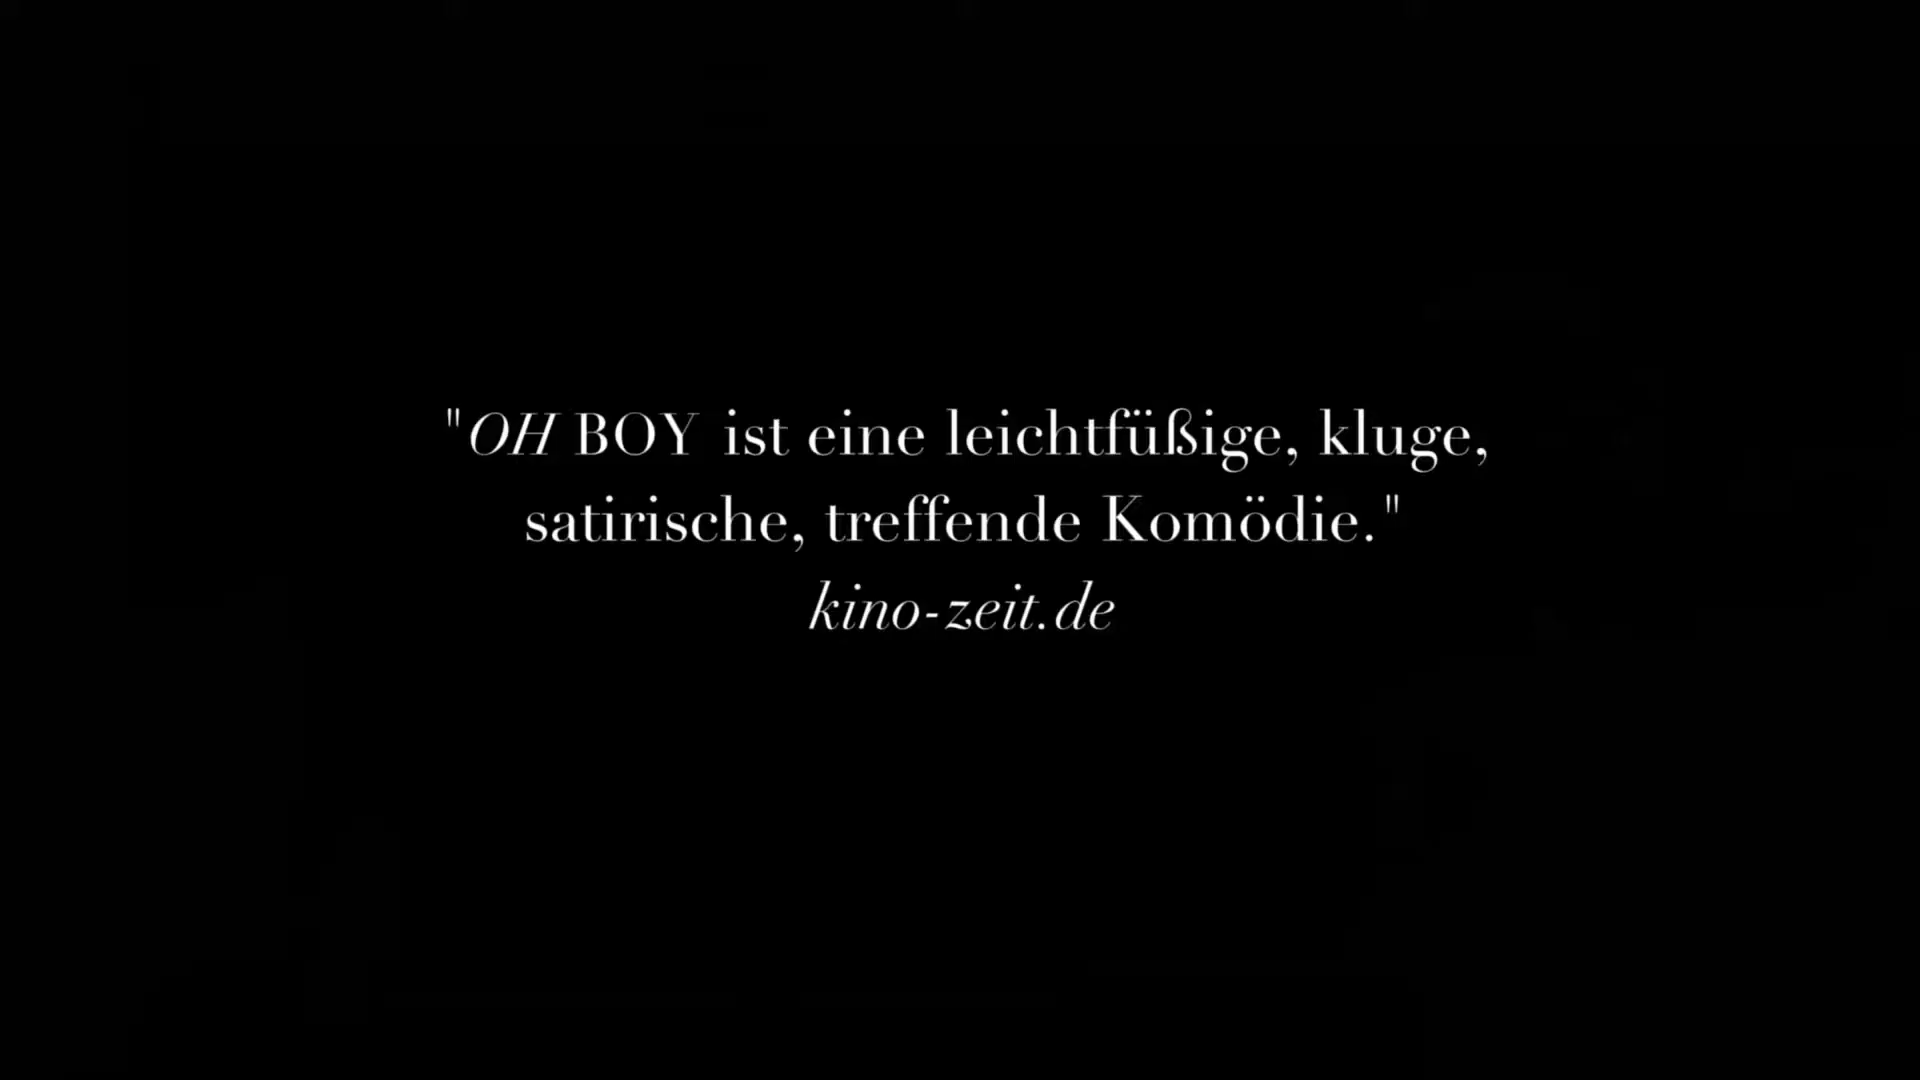 "OH BOY ist eine leichtfüßige, kluge,
satirische, treffende Komödie."
kino-zeit.de